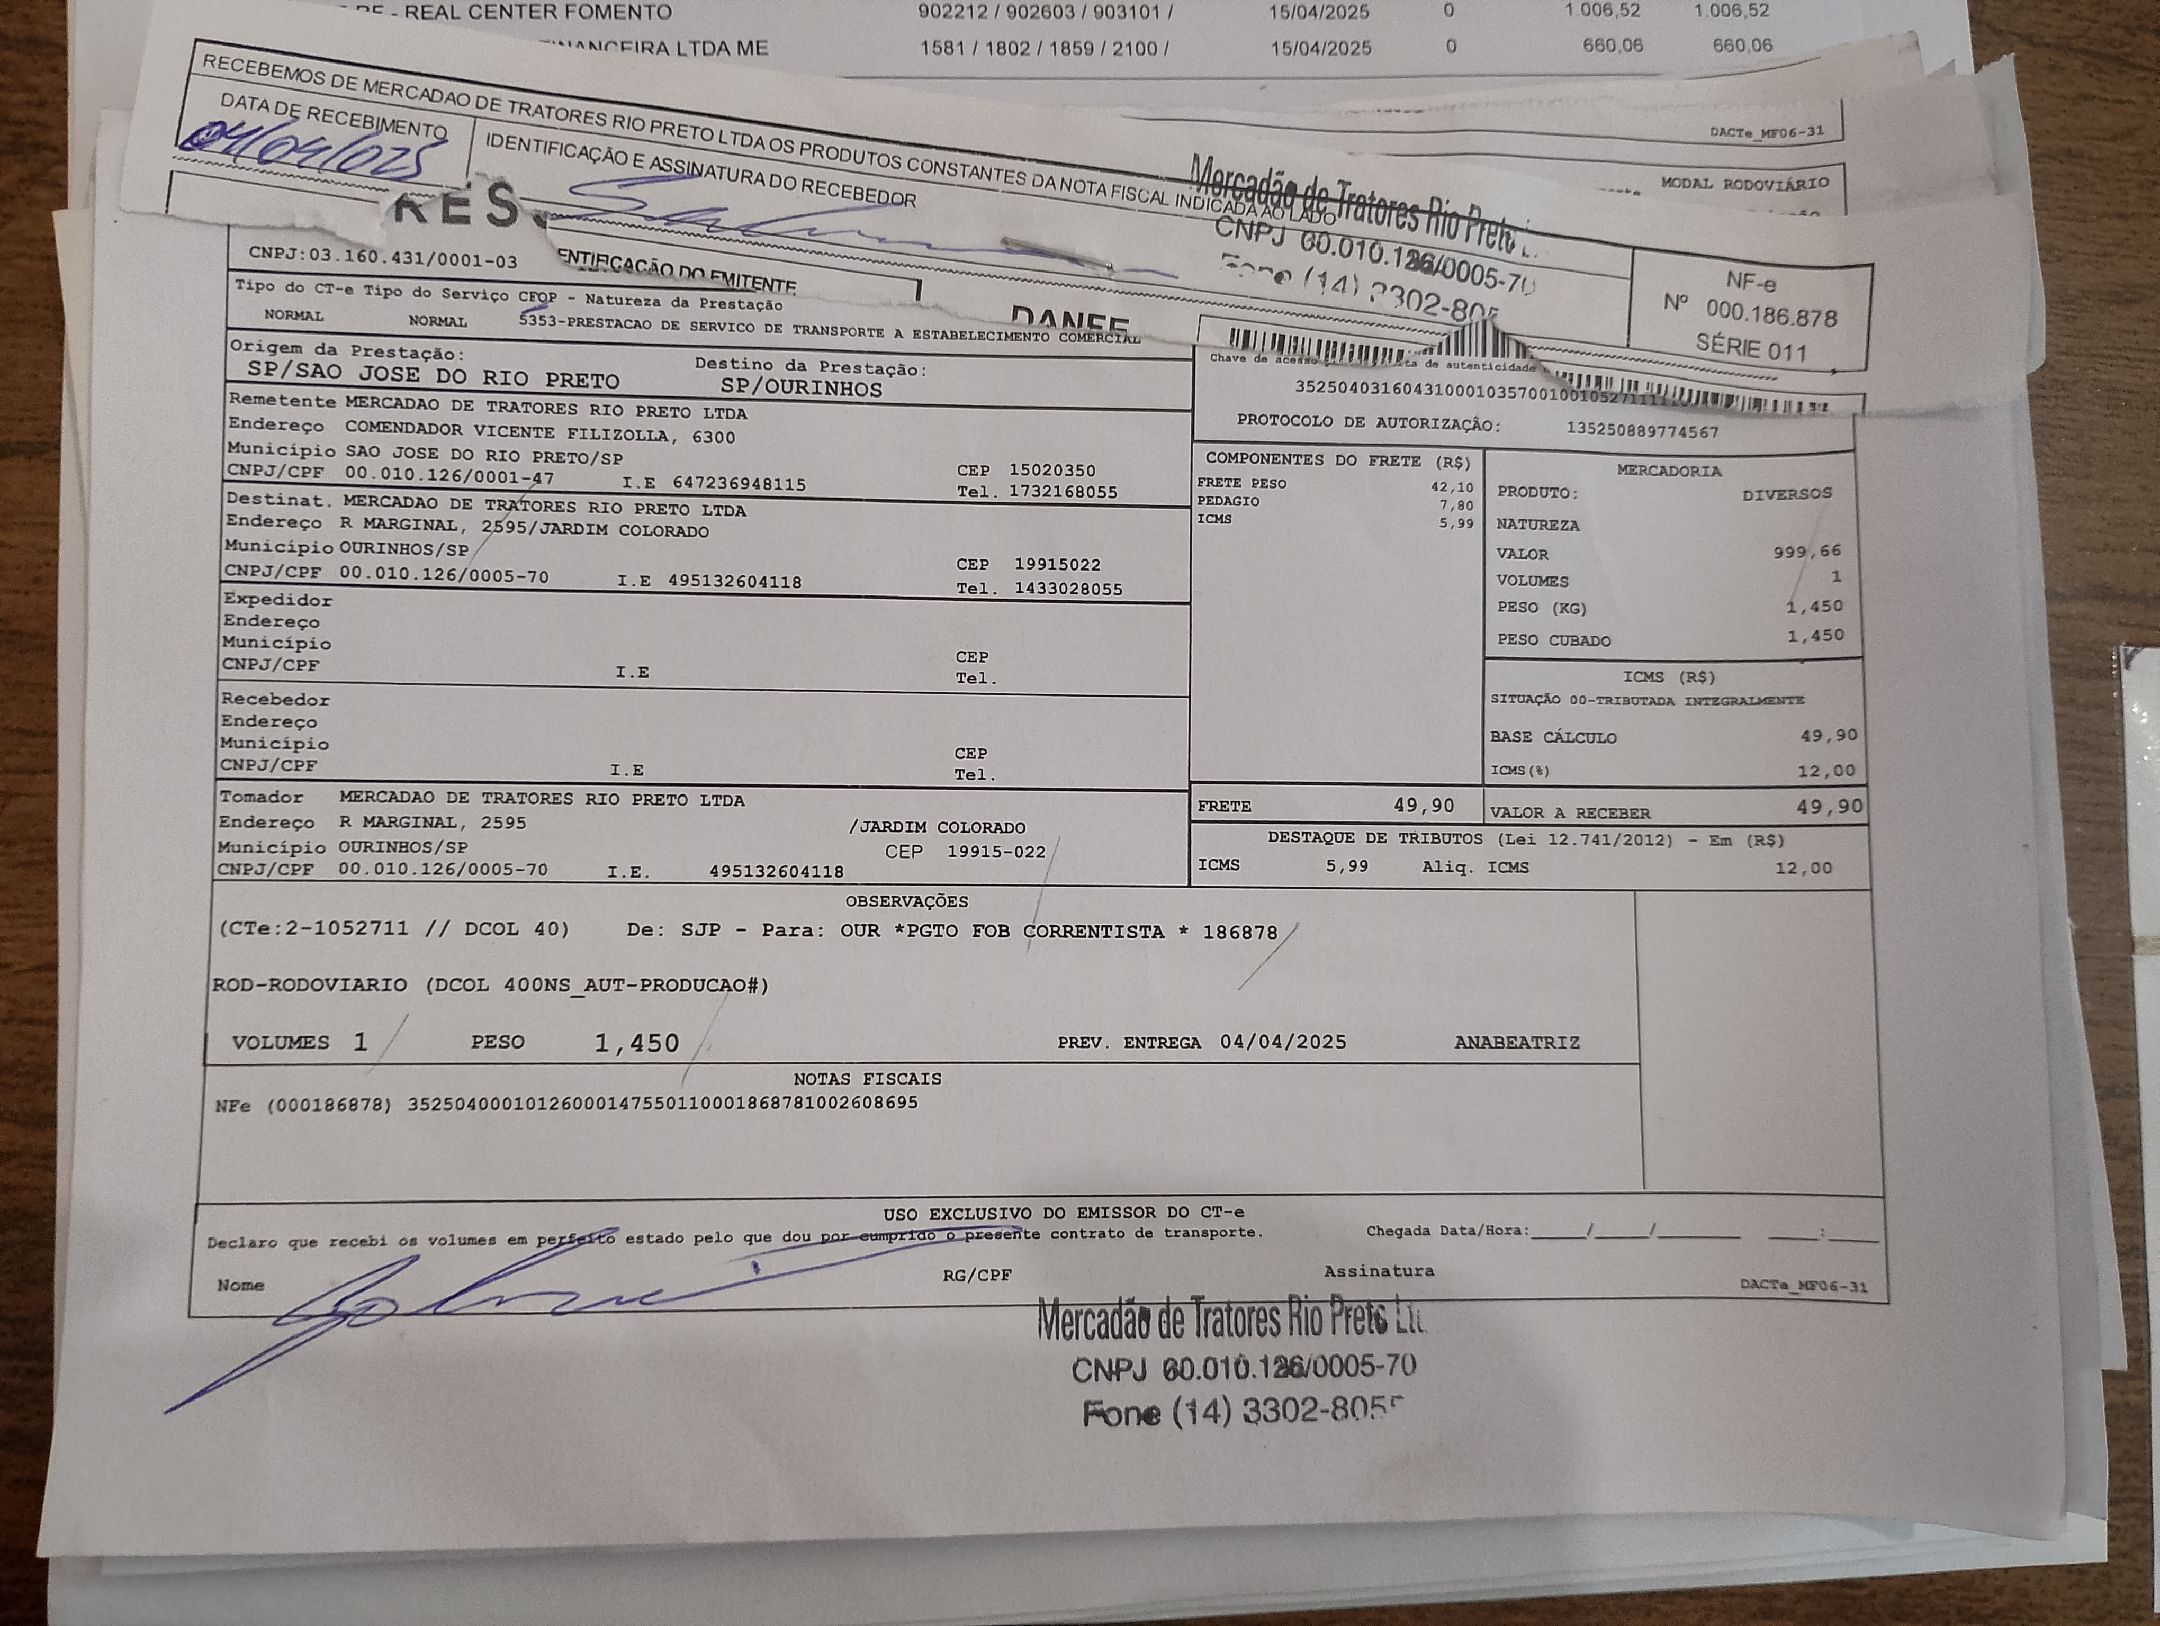 - REAL CENTER FOMENTO 902212 / 902603 / 903101 / 15/04/2025 0 1.006,52 1.006,52
LTDA ME 1581 / 1802 / 1859 / 2100 / 15/04/2025 0 660,06 660,06
DACTe_MF06-31
MODAL RODOVIÁRIO
RECEBEMOS DE MERCADAO DE TRATORES RIO PRETO LTDA OS PRODUTOS CONSTANTES DA NOTA FISCAL INDICADA AO LADO
DATA DE RECEBIMENTO
04/04/025
IDENTIFICAÇÃO E ASSINATURA DO RECEBEDOR
Mercadão de Tratores Rio Preto
CNPJ 00.010.126/0005-70
Fone (14) 3302-805
NF-e
Nº 000.186.878
SÉRIE 011
CNPJ:03.160.431/0001-03
ENTIFICAÇÃO DO EMITENTE
DANFE
Tipo do CT-e Tipo do Serviço CFOP - Natureza da Prestação
NORMAL NORMAL 5353-PRESTACAO DE SERVICO DE TRANSPORTE A ESTABELECIMENTO COMERCIAL
Origem da Prestação: Destino da Prestação:
SP/SAO JOSE DO RIO PRETO SP/OURINHOS
Chave de acesso de autenticidade
PROTOCOLO DE AUTORIZAÇÃO: 135250889774567
Remetente MERCADAO DE TRATORES RIO PRETO LTDA
Endereço COMENDADOR VICENTE FILIZOLLA, 6300
Município SAO JOSE DO RIO PRETO/SP CEP 15020350
CNPJ/CPF 00.010.126/0001-47 I.E 647236948115 Tel. 1732168055
Destinat. MERCADAO DE TRATORES RIO PRETO LTDA
Endereço R MARGINAL, 2595/JARDIM COLORADO
Município OURINHOS/SP CEP 19915022
CNPJ/CPF 00.010.126/0005-70 I.E 495132604118 Tel. 1433028055
Expedidor
Endereço
Município CEP
CNPJ/CPF I.E Tel.
Recebedor
Endereço
Município CEP
CNPJ/CPF I.E Tel.
Tomador MERCADAO DE TRATORES RIO PRETO LTDA
Endereço R MARGINAL, 2595 /JARDIM COLORADO
Município OURINHOS/SP CEP 19915-022
CNPJ/CPF 00.010.126/0005-70 I.E. 495132604118
COMPONENTES DO FRETE (R$)
FRETE PESO 42,10
PEDAGIO 7,80
ICMS 5,99
MERCADORIA
PRODUTO: DIVERSOS
NATUREZA
VALOR 999,66
VOLUMES 1
PESO (KG) 1,450
PESO CUBADO 1,450
ICMS (R$)
SITUAÇÃO 00-TRIBUTADA INTEGRALMENTE
BASE CÁLCULO 49,90
ICMS(%) 12,00
FRETE 49,90 VALOR A RECEBER 49,90
DESTAQUE DE TRIBUTOS (Lei 12.741/2012) - Em (R$)
ICMS 5,99 Aliq. ICMS 12,00
OBSERVAÇÕES
(CTe:2-1052711 // DCOL 40) De: SJP - Para: OUR *PGTO FOB CORRENTISTA * 186878
ROD-RODOVIARIO (DCOL 400NS_AUT-PRODUCAO#)
VOLUMES 1 PESO 1,450 PREV. ENTREGA 04/04/2025 ANABEATRIZ
NOTAS FISCAIS
NFe (000186878) 35250400010126000147550110001868781002608695
USO EXCLUSIVO DO EMISSOR DO CT-e
Declaro que recebi os volumes em perfeito estado pelo que dou por cumprido o presente contrato de transporte. Chegada Data/Hora:_____/_____/________ _____:_____
Nome RG/CPF Assinatura DACTe_MF06-31
Mercadão de Tratores Rio Preto
CNPJ 00.010.126/0005-70
Fone (14) 3302-8055